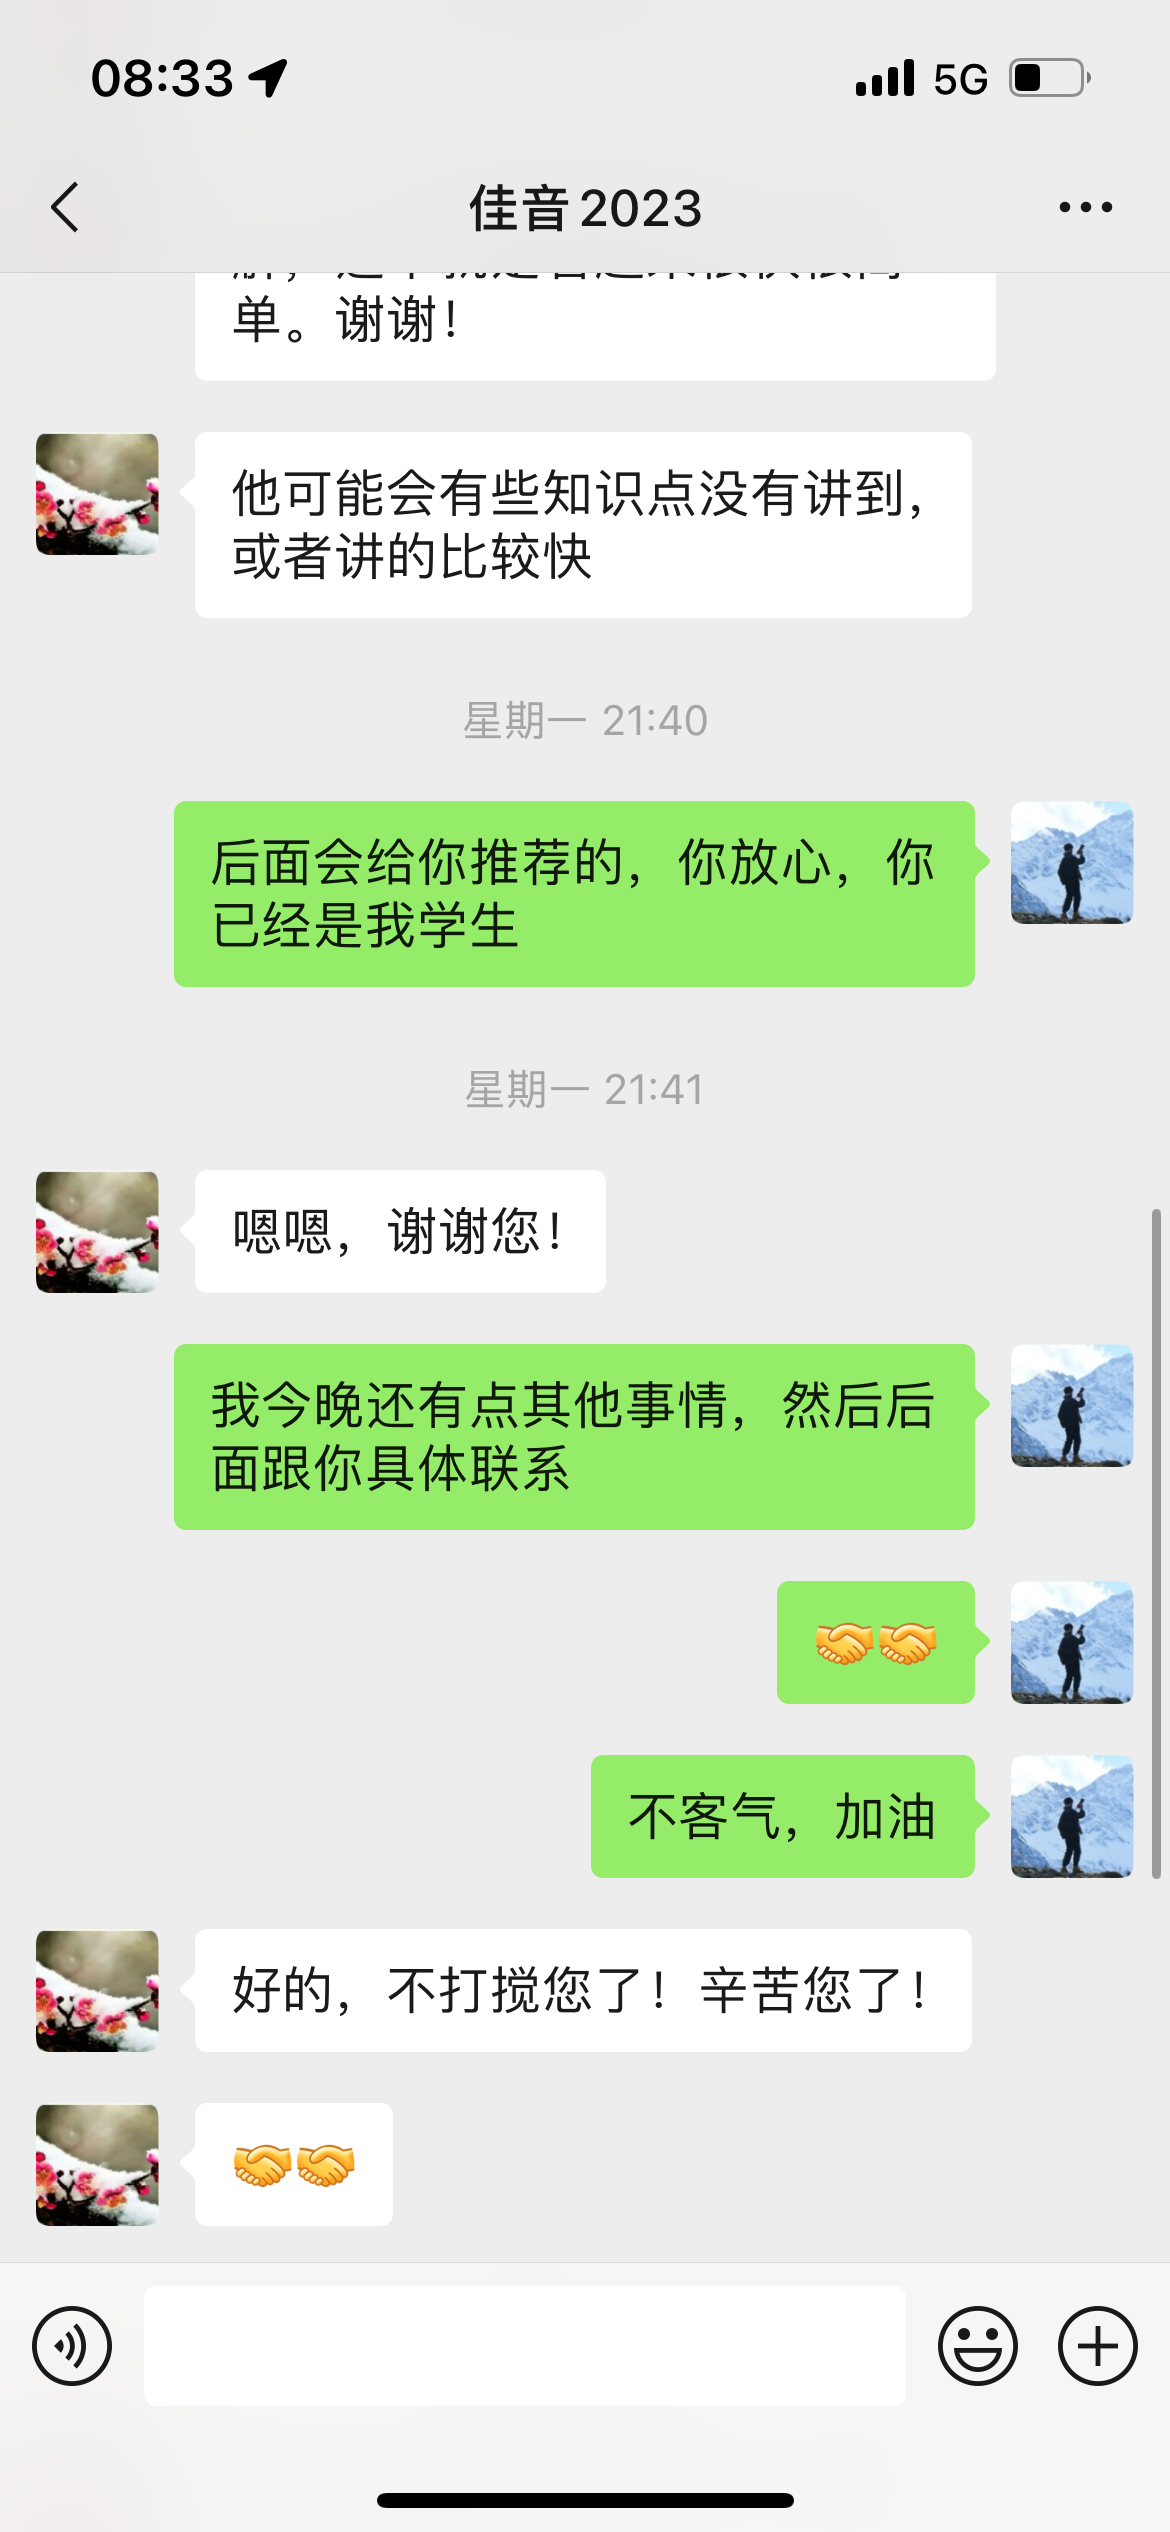 08:33
5G
佳音2023
单。谢谢！
他可能会有些知识点没有讲到，
或者讲的比较快
星期一 21:40
后面会给你推荐的，你放心，你
已经是我学生
星期一 21:41
嗯嗯，谢谢您！
我今晚还有点其他事情，然后后
面跟你具体联系
🤝🤝
不客气，加油
好的，不打搅您了！辛苦您了！
🤝🤝